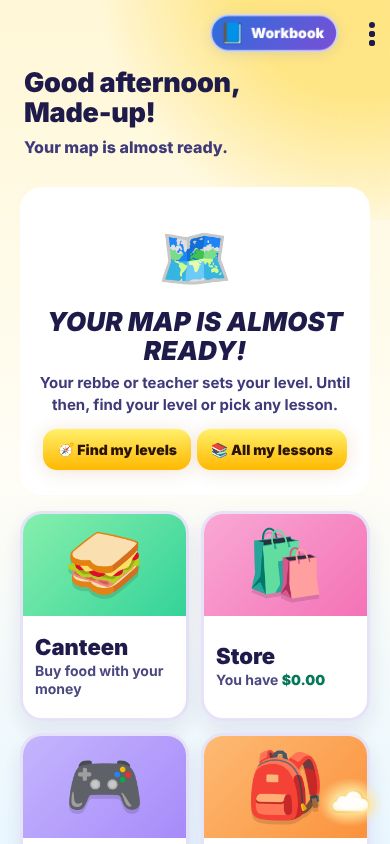 Workbook
Good afternoon,
Made-up!
Your map is almost ready.
YOUR MAP IS ALMOST
READY!
Your rebbe or teacher sets your level. Until
then, find your level or pick any lesson.
Find my levels
All my lessons
Canteen
Buy food with your
money
Store
You have $0.00